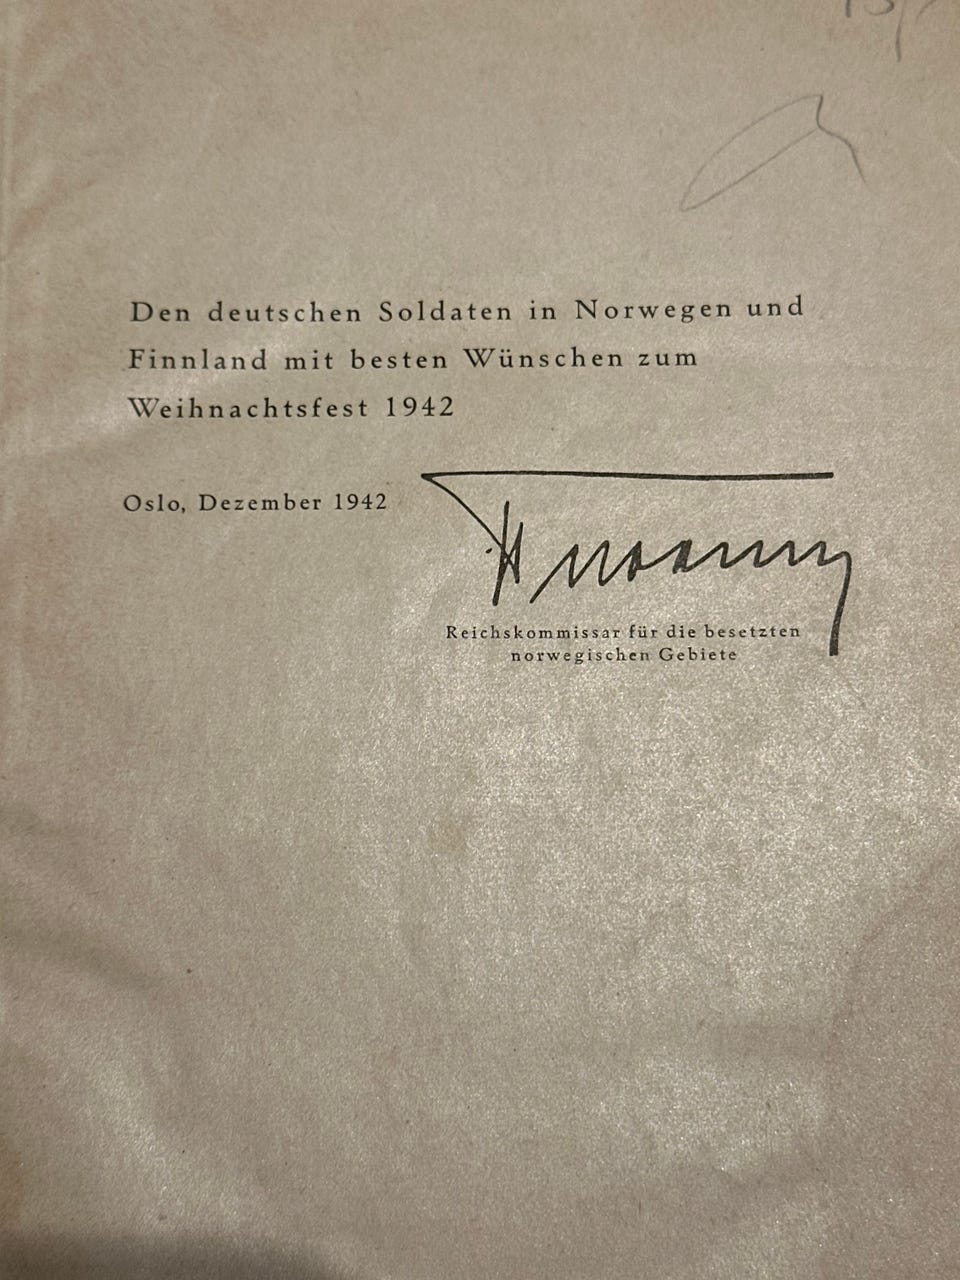 Den deutschen Soldaten in Norwegen und
Finnland mit besten Wünschen zum
Weihnachtsfest 1942
Oslo, Dezember 1942
Reichskommissar für die besetzten
norwegischen Gebiete